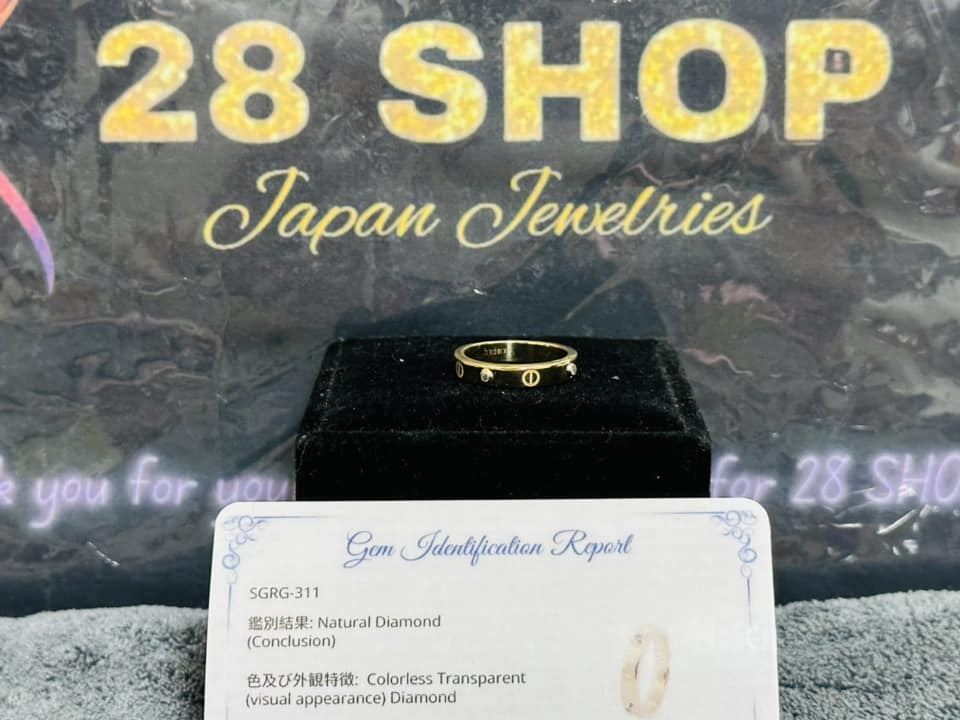 28 SHOP
Japan Jewelries
you for you
for 28 SHO
Gem Identification Report
SGRG-311
鑑別結果: Natural Diamond
(Conclusion)
色及び外観特徴: Colorless Transparent
(visual appearance) Diamond